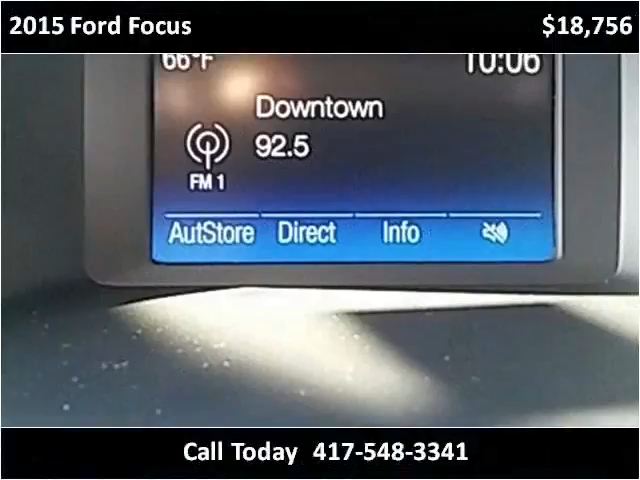 2015 Ford Focus $18,756
66°F 10:06
Downtown
92.5
FM 1
AutStore Direct Info
Call Today 417-548-3341